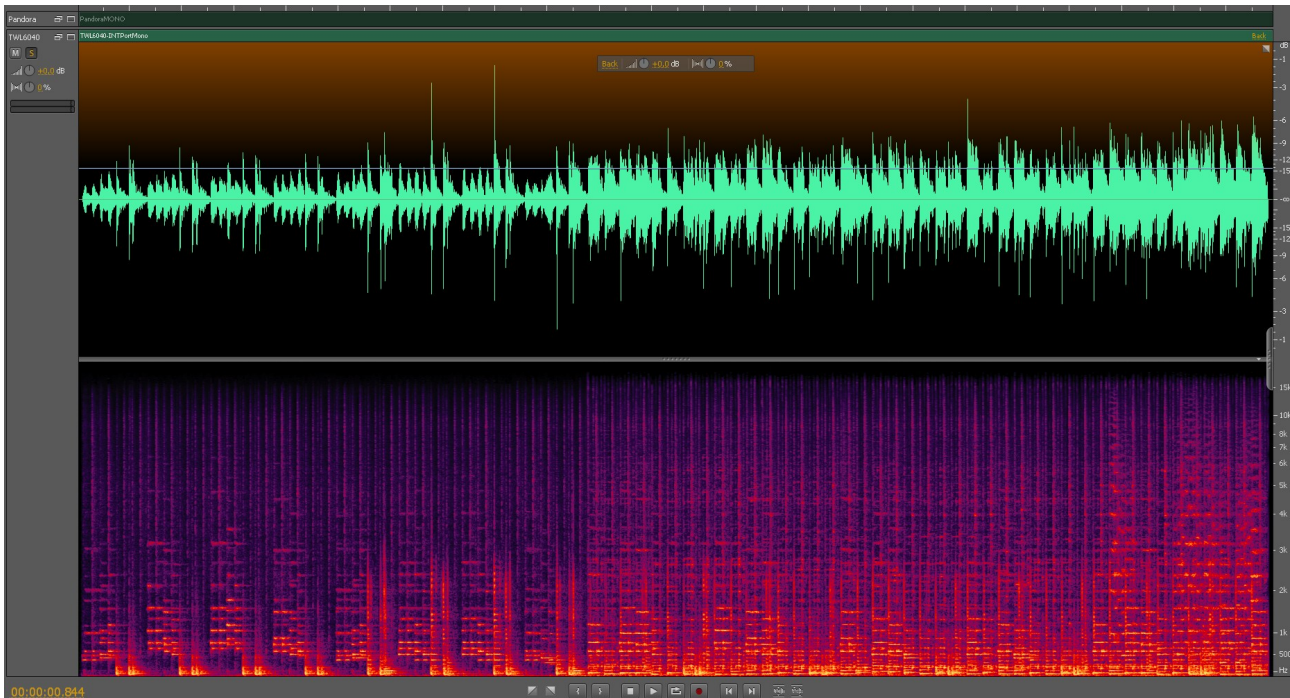 Pandora PandoraMONO
TWL6040 TWL6040-INTPortMono Back
M S
+0.0 dB
0 %
Back +0.0 dB 0 %
dB
-1
-3
-6
-9
-12
-15
-∞
-15
-12
-9
-6
-3
-1
15k
10k
8k
7k
6k
5k
4k
3k
2k
1k
500
Hz
00:00:00.844